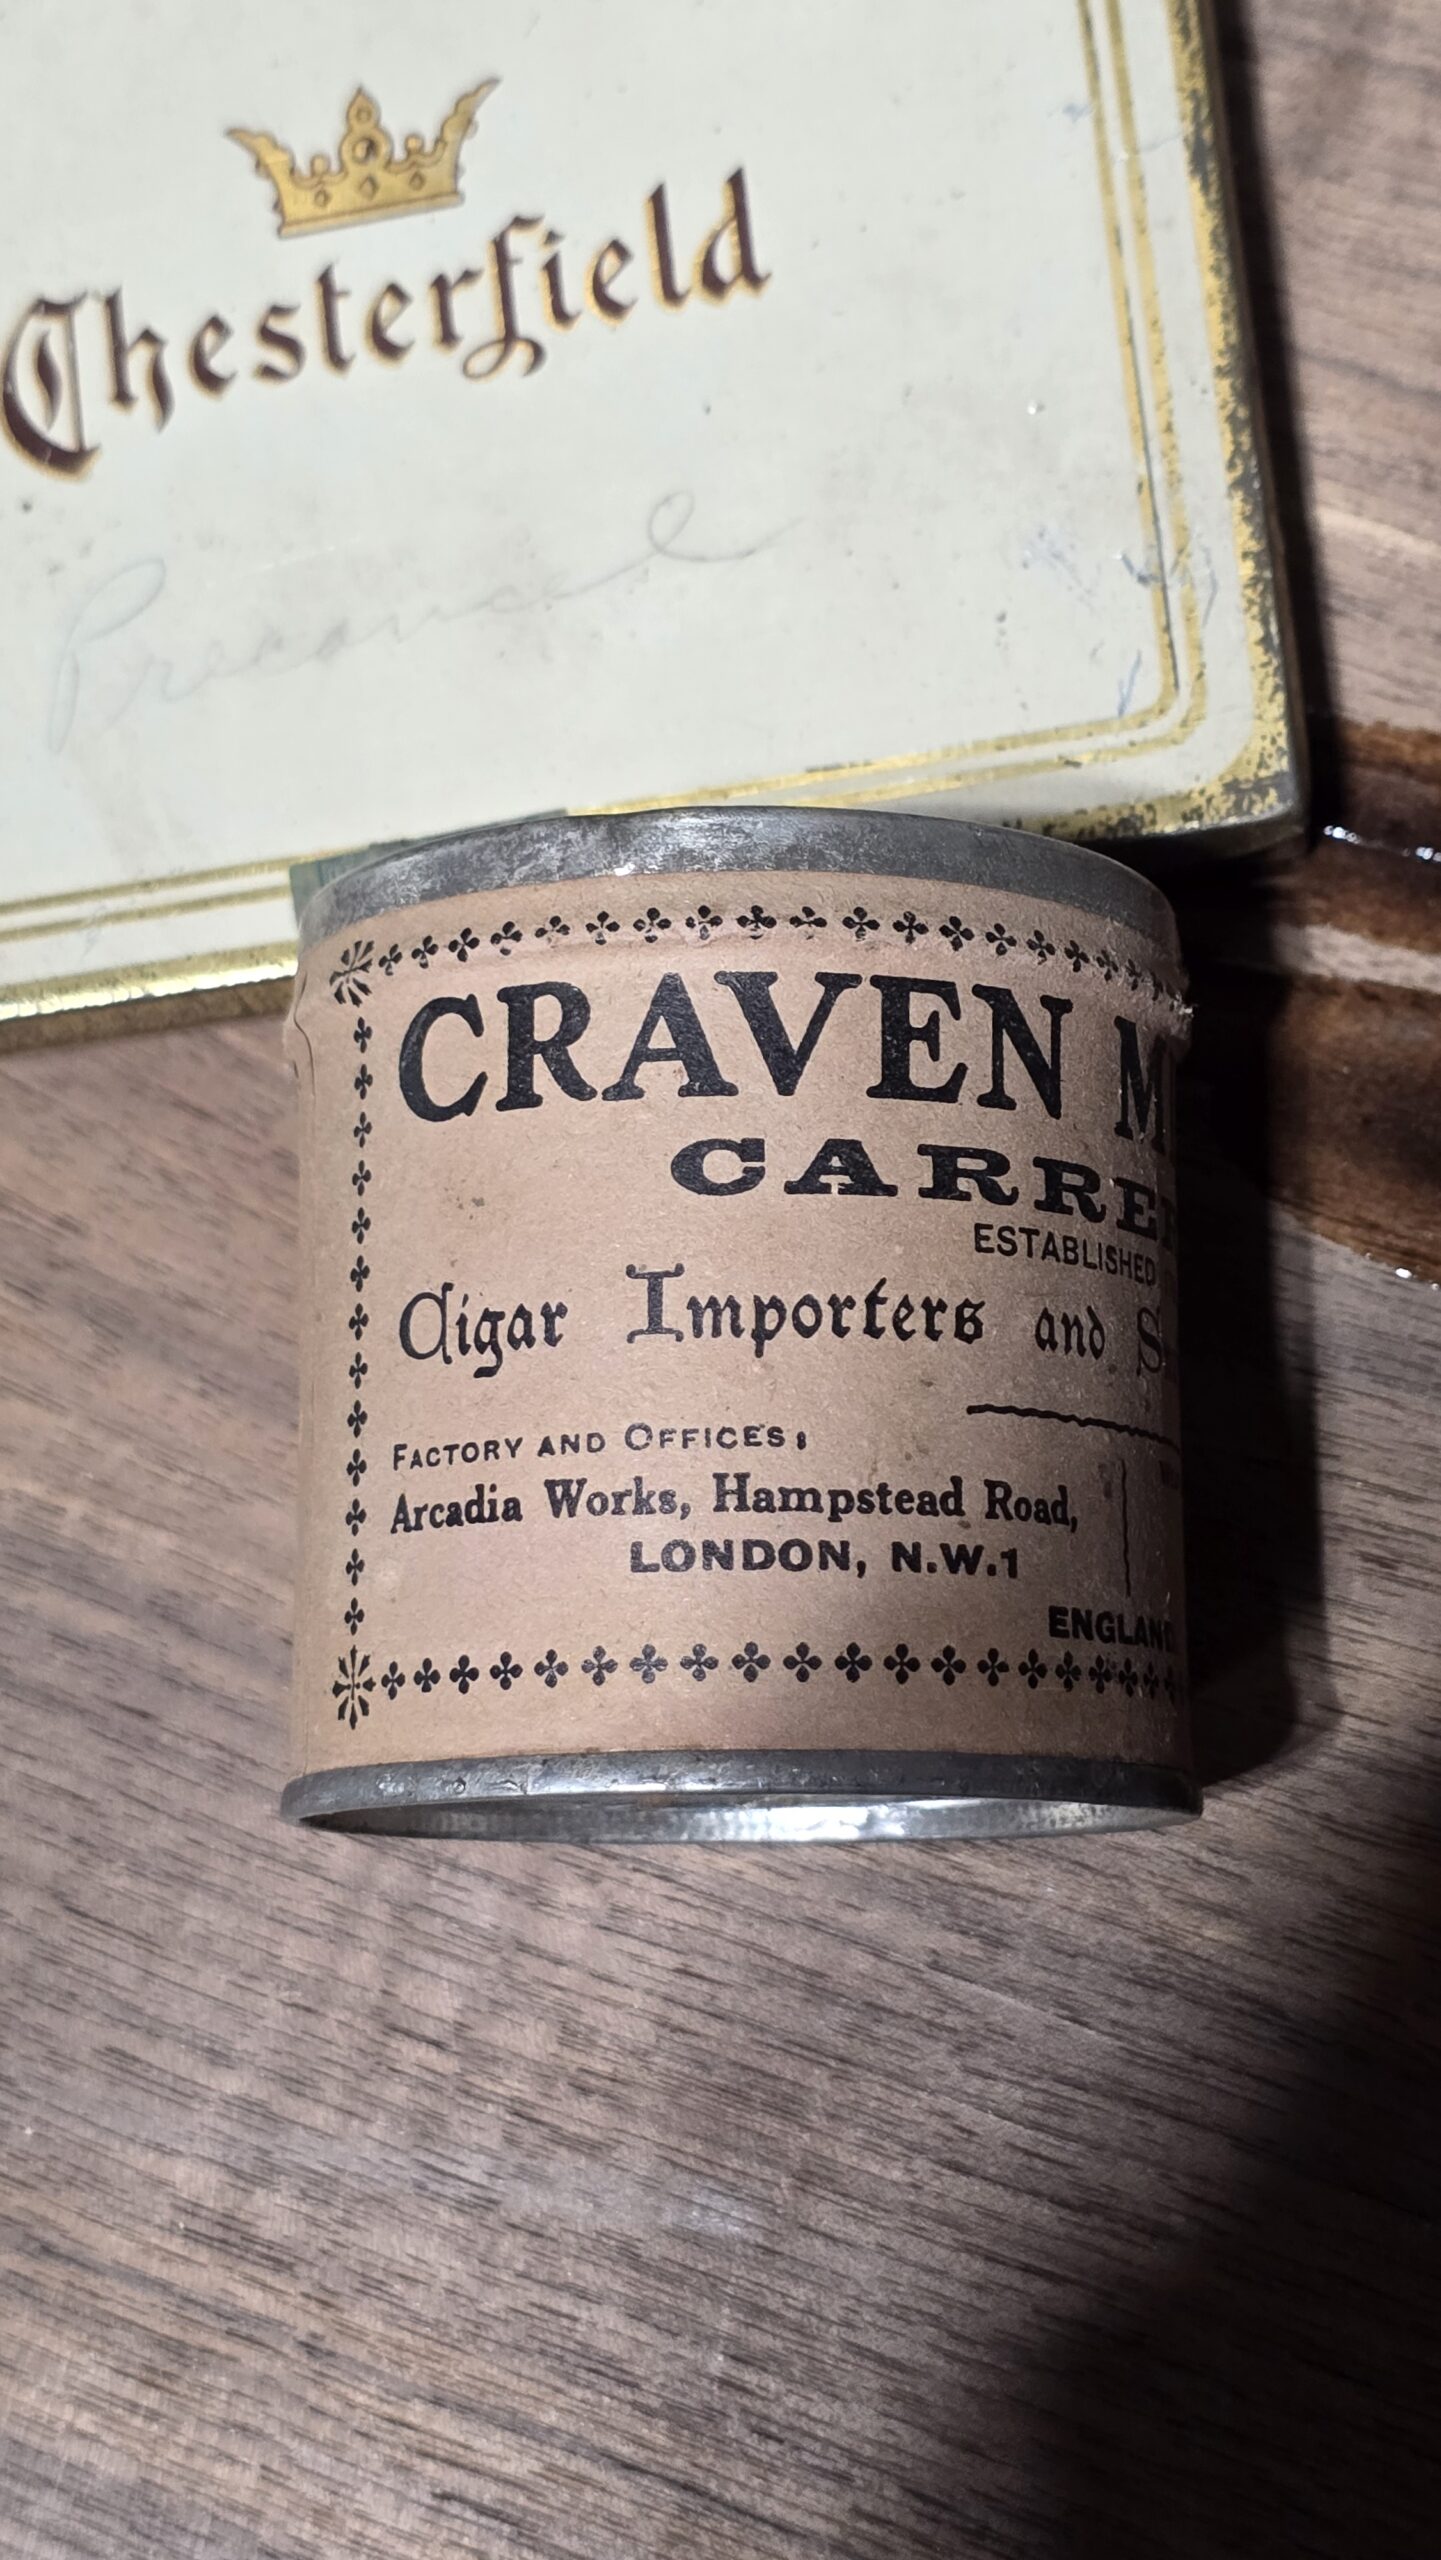 Chesterfield
CRAVEN M
CARRE
ESTABLISHED
Cigar Importers and S
FACTORY AND OFFICES:
Arcadia Works, Hampstead Road,
LONDON, N.W.1
ENGLAND